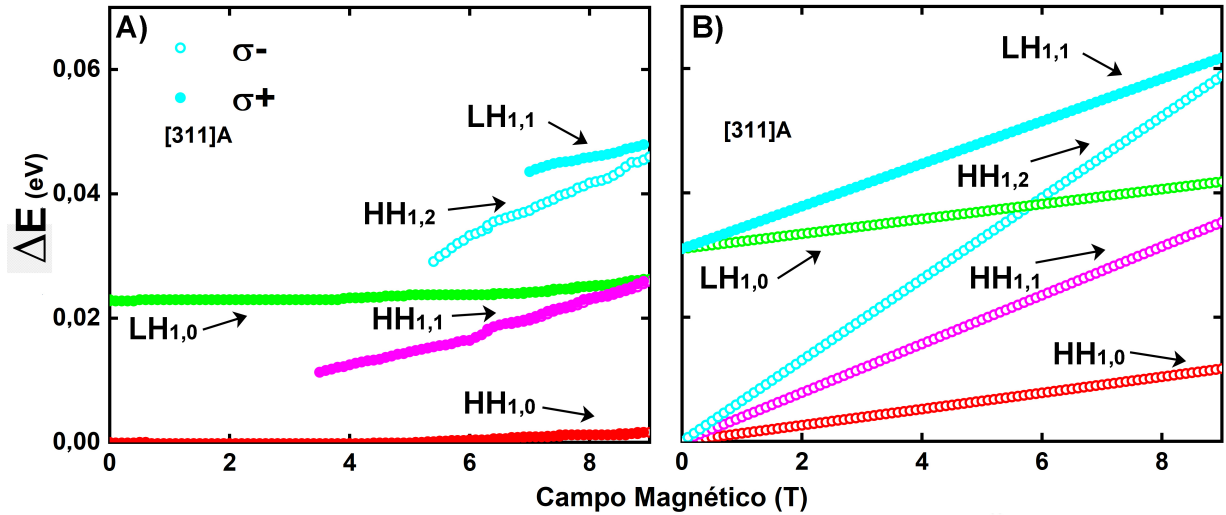 A)
σ-
σ+
[311]A
LH1,1
HH1,2
LH1,0
HH1,1
HH1,0
ΔE (eV)
0,06
0,04
0,02
0,00
0 2 4 6 8
B)
[311]A
LH1,1
HH1,2
LH1,0
HH1,1
HH1,0
0 2 4 6 8
Campo Magnético (T)